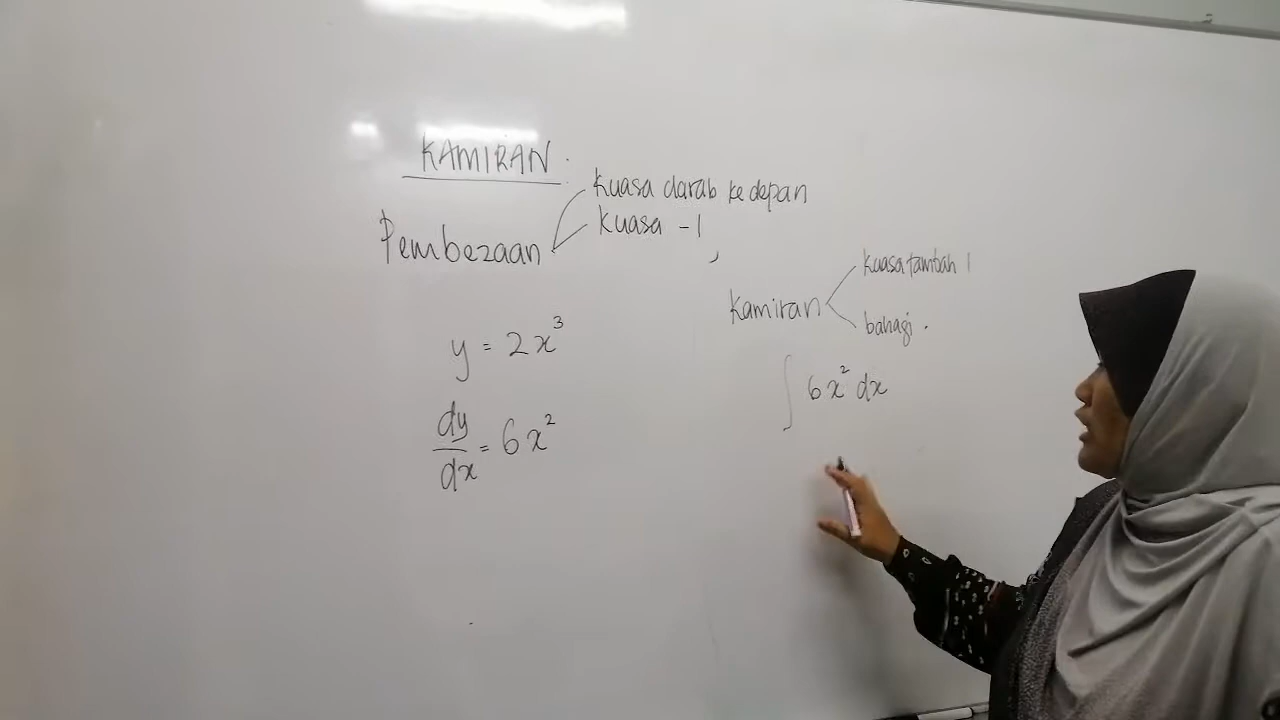 KAMIRAN.
Pembezaan
Kuasa darab ke depan
Kuasa -1
y = 2x³
dy/dx = 6x²
Kamiran
Kuasa tambah 1
bahagi.
∫ 6x² dx